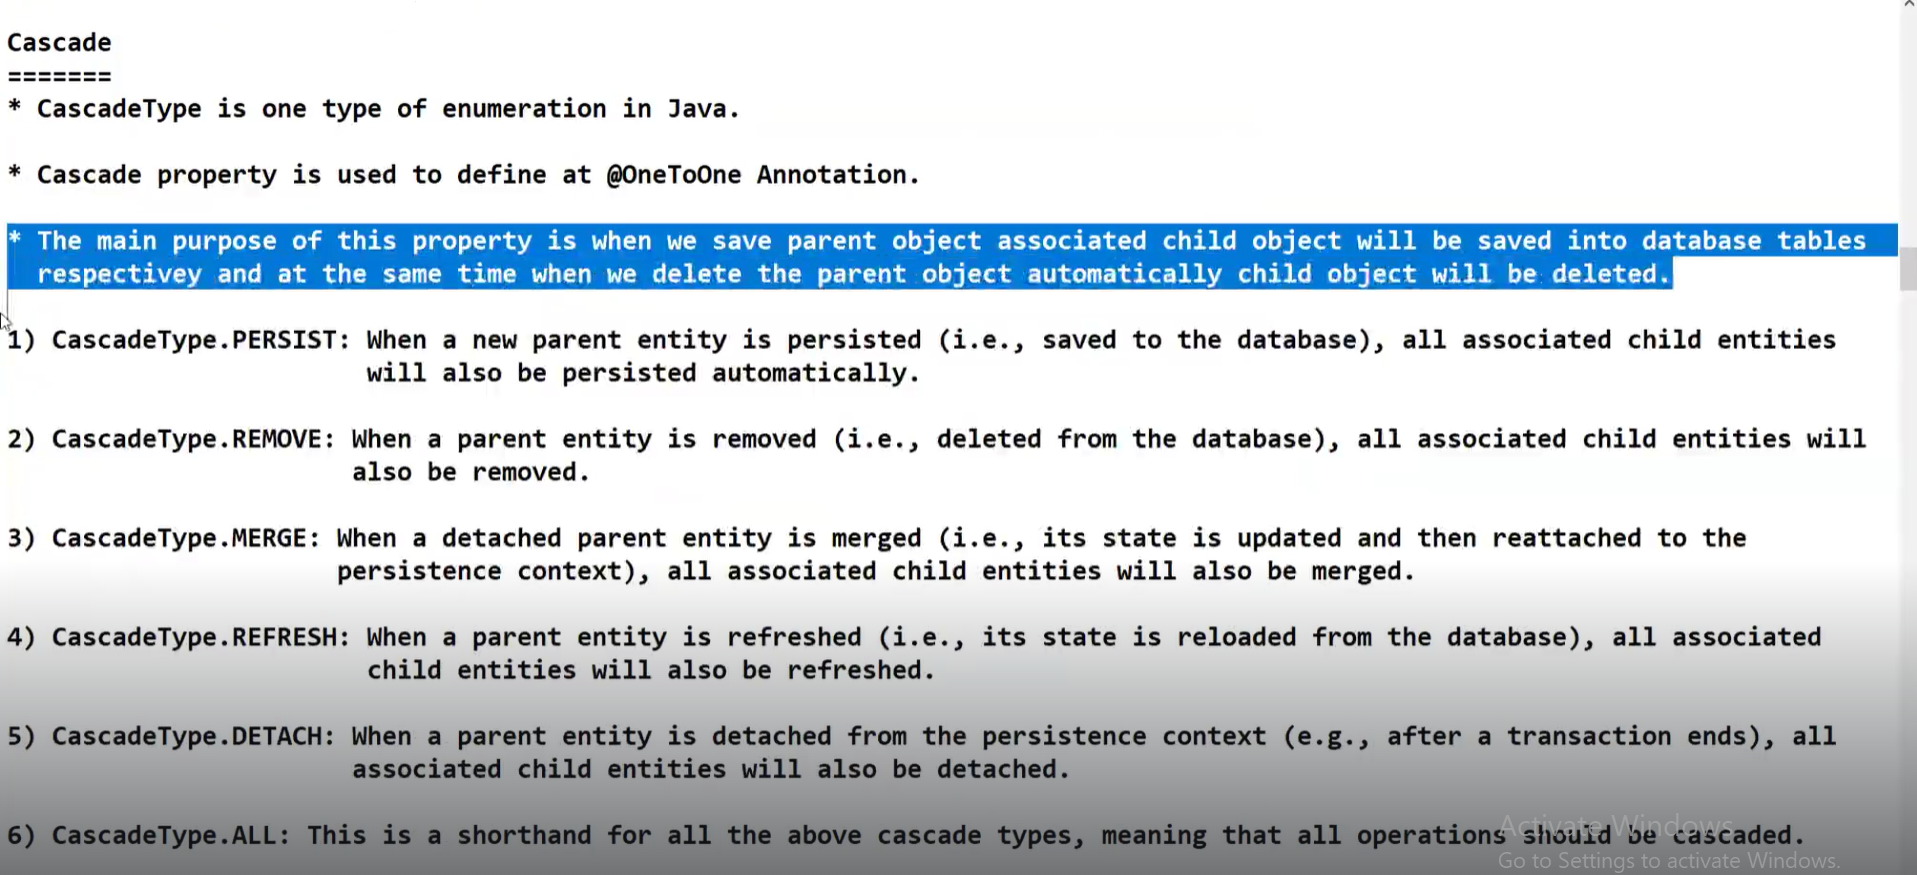 Cascade
=======
* CascadeType is one type of enumeration in Java.
* Cascade property is used to define at @OneToOne Annotation.
* The main purpose of this property is when we save parent object associated child object will be saved into database tables
respectivey and at the same time when we delete the parent object automatically child object will be deleted.
1) CascadeType.PERSIST: When a new parent entity is persisted (i.e., saved to the database), all associated child entities
will also be persisted automatically.
2) CascadeType.REMOVE: When a parent entity is removed (i.e., deleted from the database), all associated child entities will
also be removed.
3) CascadeType.MERGE: When a detached parent entity is merged (i.e., its state is updated and then reattached to the
persistence context), all associated child entities will also be merged.
4) CascadeType.REFRESH: When a parent entity is refreshed (i.e., its state is reloaded from the database), all associated
child entities will also be refreshed.
5) CascadeType.DETACH: When a parent entity is detached from the persistence context (e.g., after a transaction ends), all
associated child entities will also be detached.
6) CascadeType.ALL: This is a shorthand for all the above cascade types, meaning that all operations should be cascaded.
Activate Windows
Go to Settings to activate Windows.